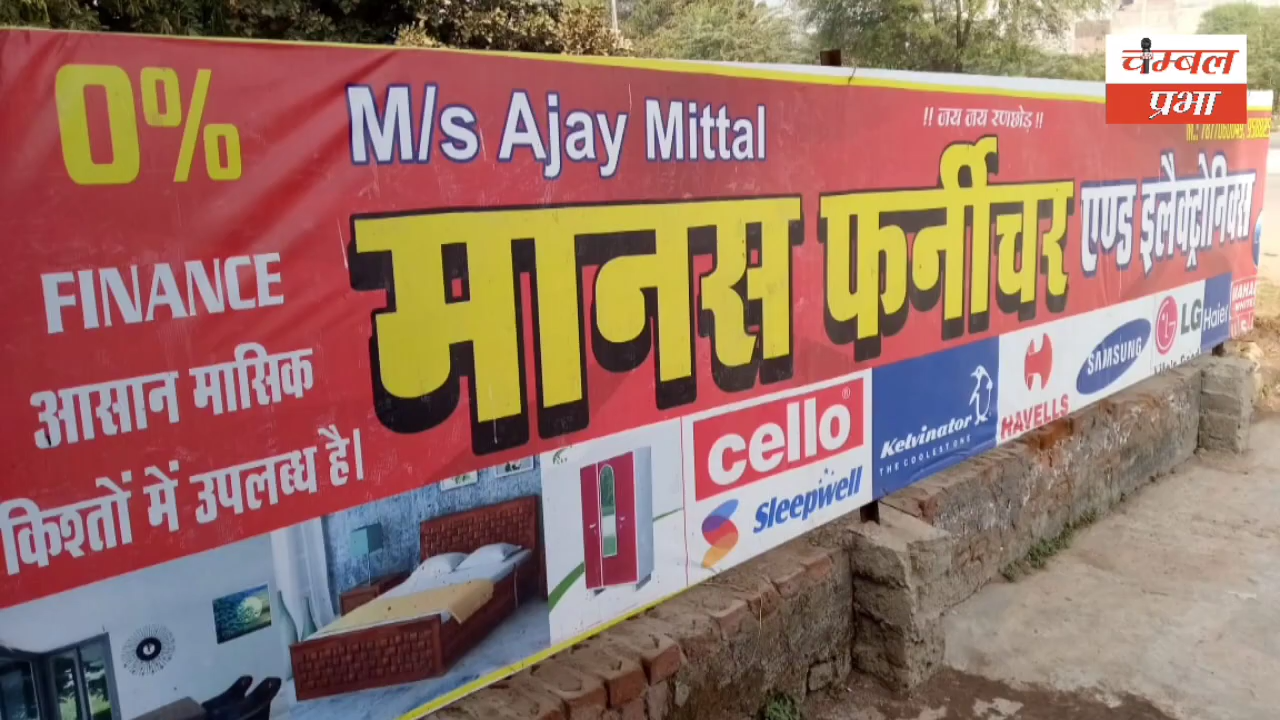 चम्बल
प्रभा
0%
FINANCE
आसान मासिक
किश्तों में उपलब्ध है।
M/s Ajay Mittal
!! जय जय रणछोड़ !!
मानस फर्नीचर एण्ड इलैक्ट्रोनिक्स
cello
Sleepwell
Kelvinator
THE COOLEST ONE
HAVELLS
SAMSUNG
LG
Haier